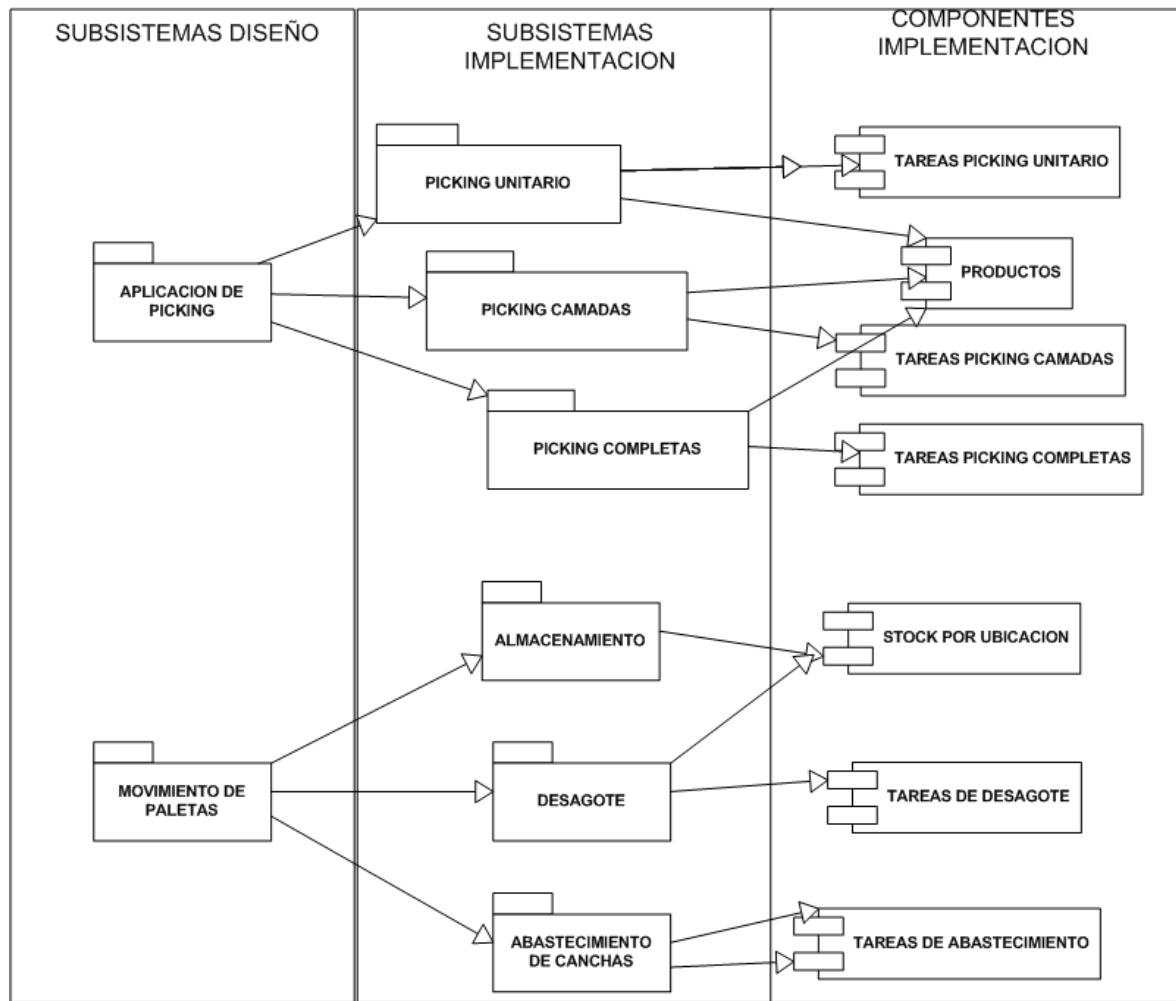 SUBSISTEMAS DISEÑO
SUBSISTEMAS
IMPLEMENTACION
COMPONENTES
IMPLEMENTACION
PICKING UNITARIO
TAREAS PICKING UNITARIO
APLICACION DE
PICKING
PICKING CAMADAS
PRODUCTOS
TAREAS PICKING CAMADAS
PICKING COMPLETAS
TAREAS PICKING COMPLETAS
ALMACENAMIENTO
STOCK POR UBICACION
MOVIMIENTO DE
PALETAS
DESAGOTE
TAREAS DE DESAGOTE
ABASTECIMIENTO
DE CANCHAS
TAREAS DE ABASTECIMIENTO